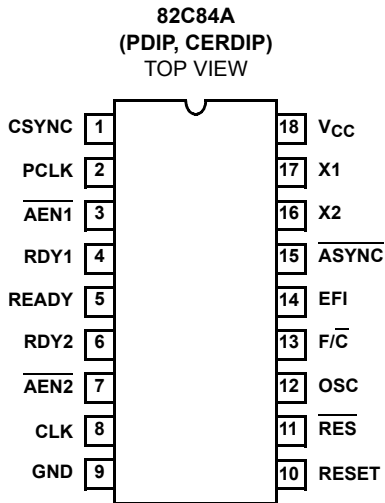 82C84A
(PDIP, CERDIP)
TOP VIEW
CSYNC 1 18 VCC
PCLK 2 17 X1
AEN1 3 16 X2
RDY1 4 15 ASYNC
READY 5 14 EFI
RDY2 6 13 F/C
AEN2 7 12 OSC
CLK 8 11 RES
GND 9 10 RESET